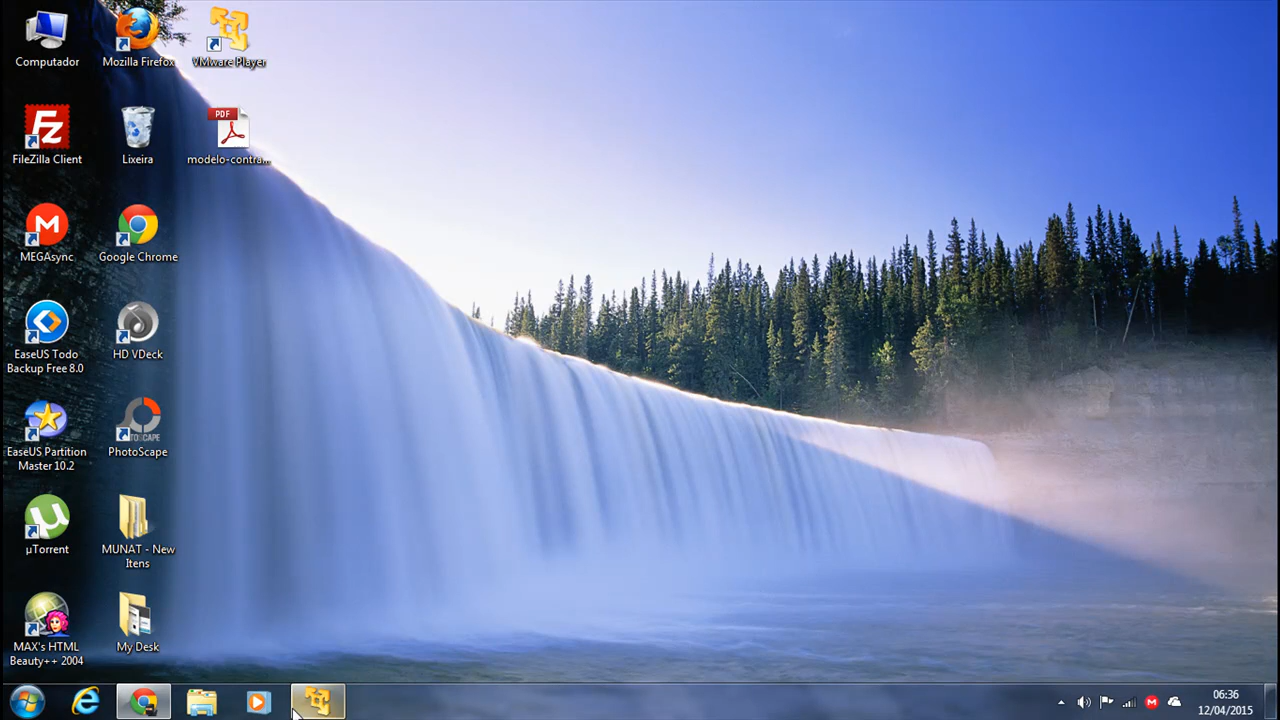 Computador
Mozilla Firefox
VMware Player
FileZilla Client
Lixeira
PDF
modelo-contra...
MEGAsync
Google Chrome
EaseUS Todo
Backup Free 8.0
HD VDeck
EaseUS Partition
Master 10.2
PhotoScape
µTorrent
MUNAT - New
Itens
MAX's HTML
Beauty++ 2004
My Desk
06:36
12/04/2015